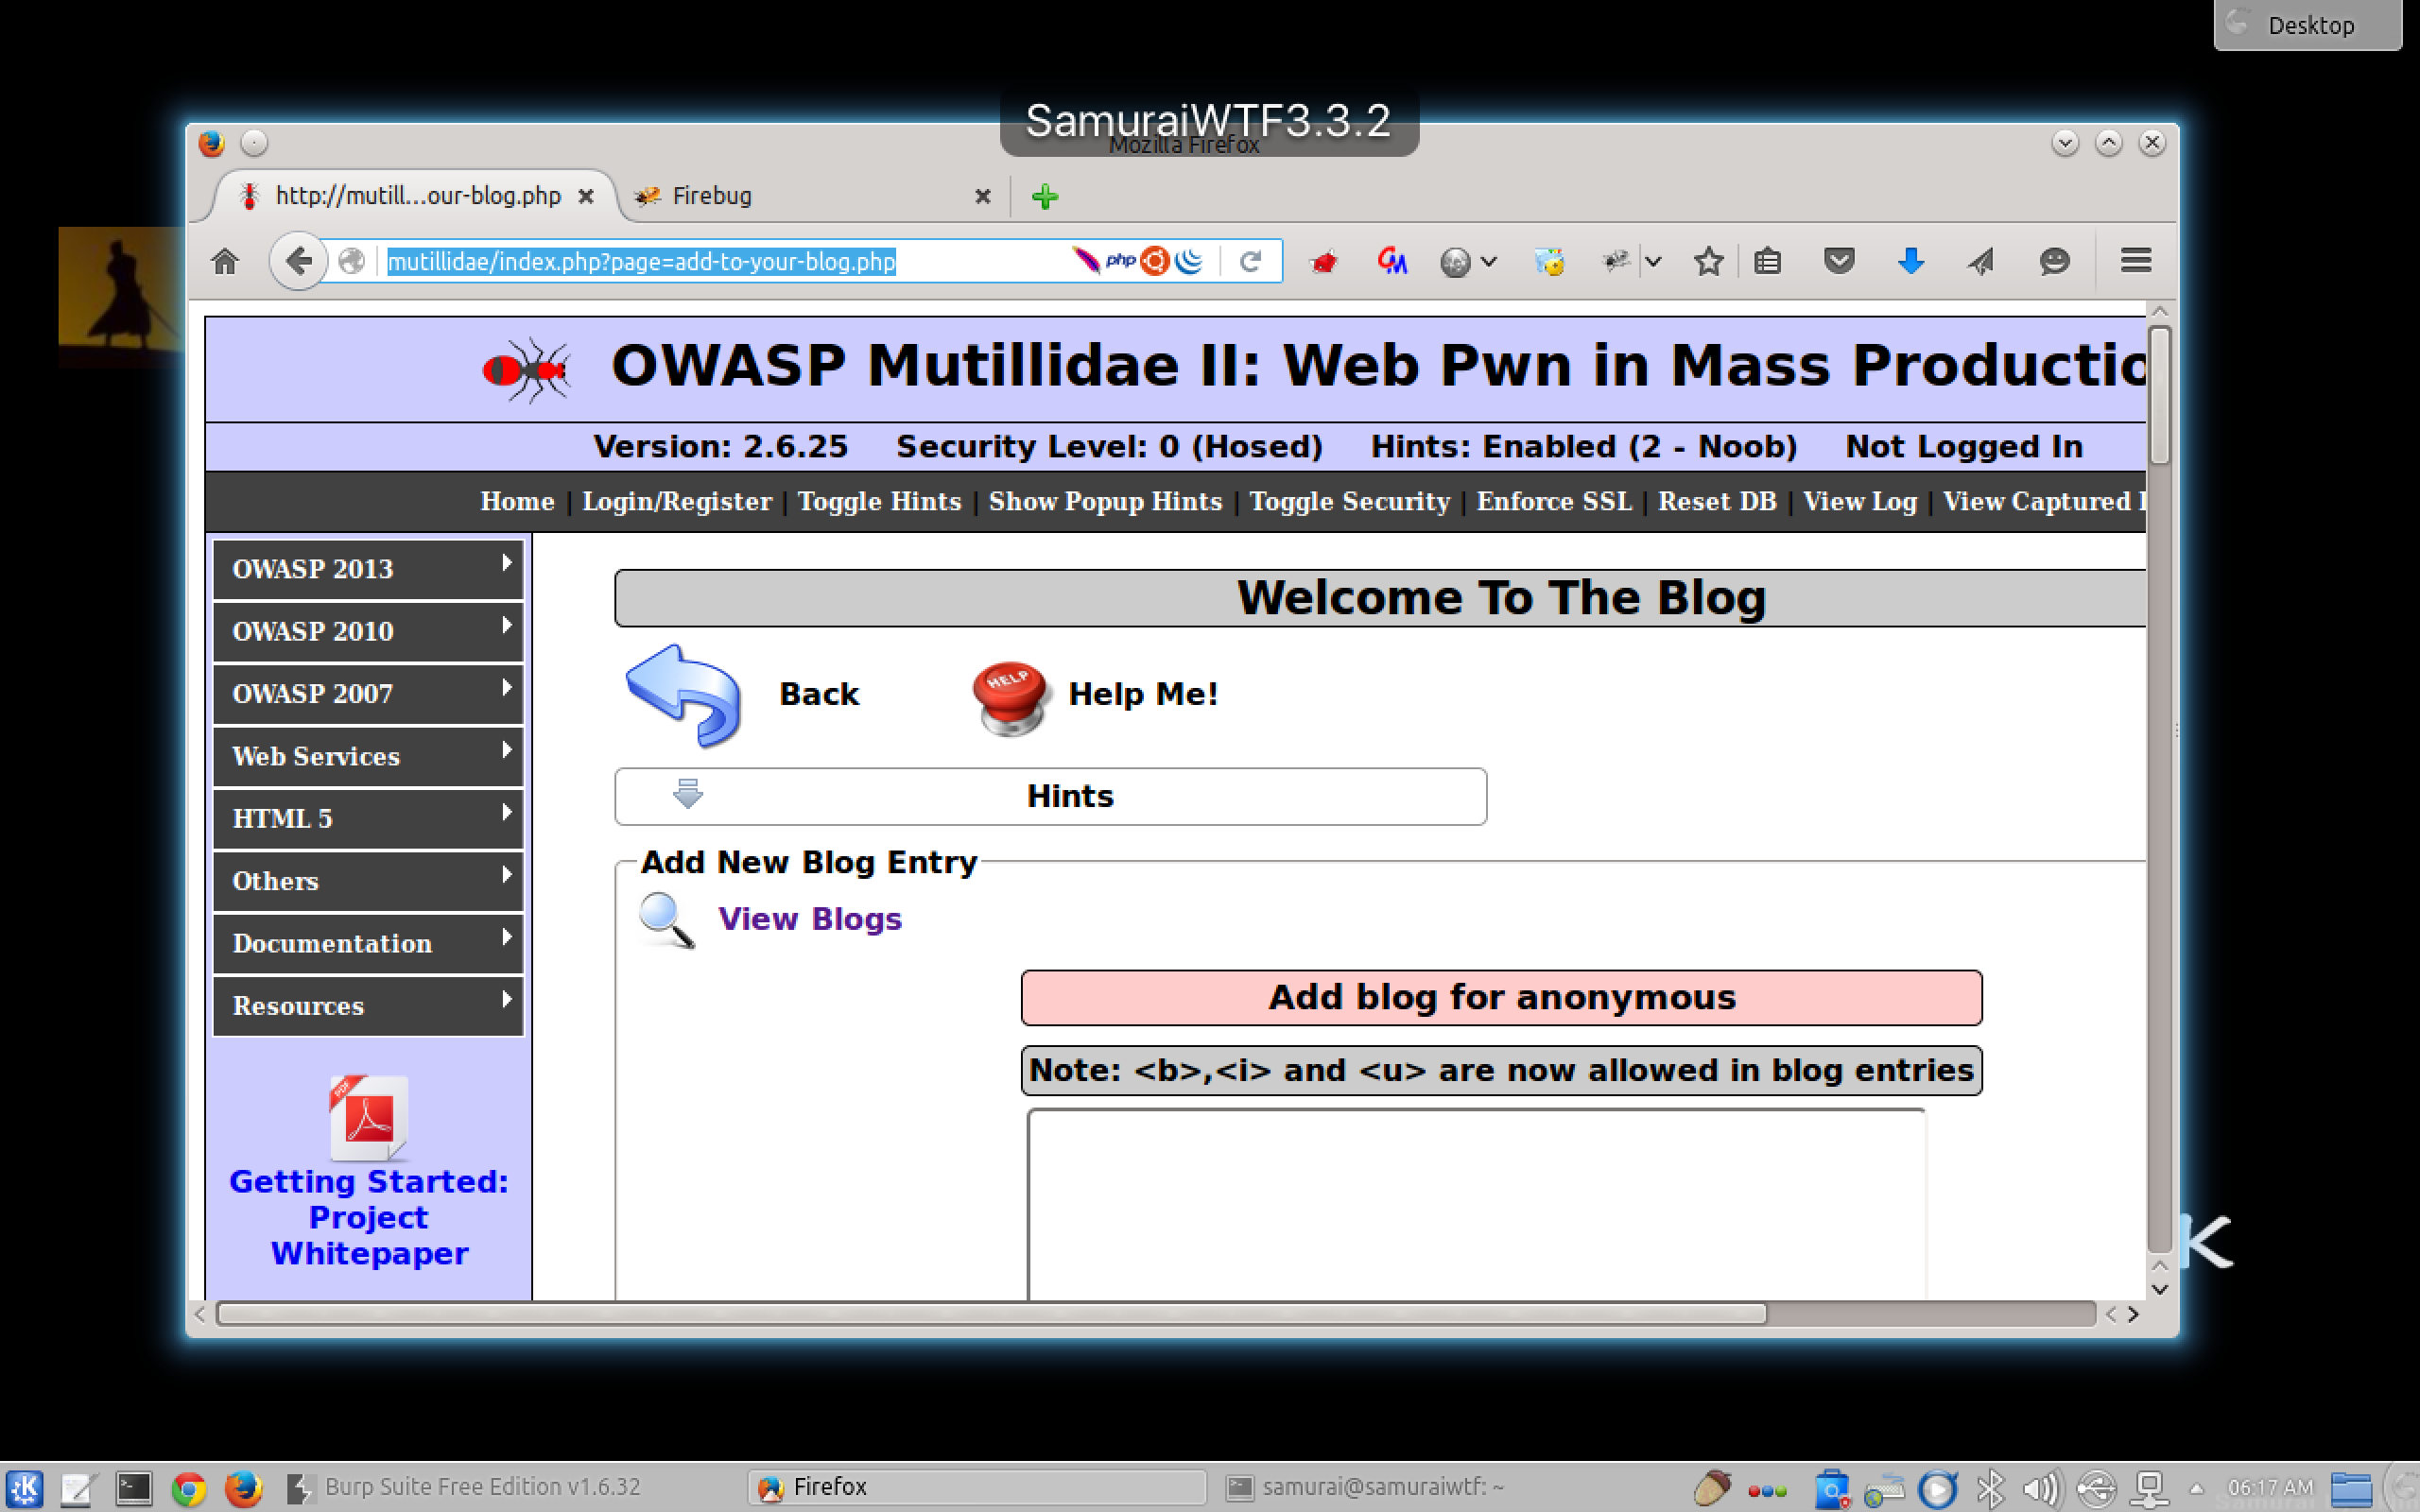 Desktop
SamuraiWTF3.3.2
Mozilla Firefox
http://mutill...our-blog.php
Firebug
mutillidae/index.php?page=add-to-your-blog.php
php
OWASP Mutillidae II: Web Pwn in Mass Productio
Version: 2.6.25 Security Level: 0 (Hosed) Hints: Enabled (2 - Noob) Not Logged In
Home | Login/Register | Toggle Hints | Show Popup Hints | Toggle Security | Enforce SSL | Reset DB | View Log | View Captured
OWASP 2013
OWASP 2010
OWASP 2007
Web Services
HTML 5
Others
Documentation
Resources
PDF
Getting Started:
Project
Whitepaper
Welcome To The Blog
Back
HELP
Help Me!
Hints
Add New Blog Entry
View Blogs
Add blog for anonymous
Note: <b>,<i> and <u> are now allowed in blog entries
K
Burp Suite Free Edition v1.6.32
Firefox
samurai@samuraiwtf: ~
06:17 AM